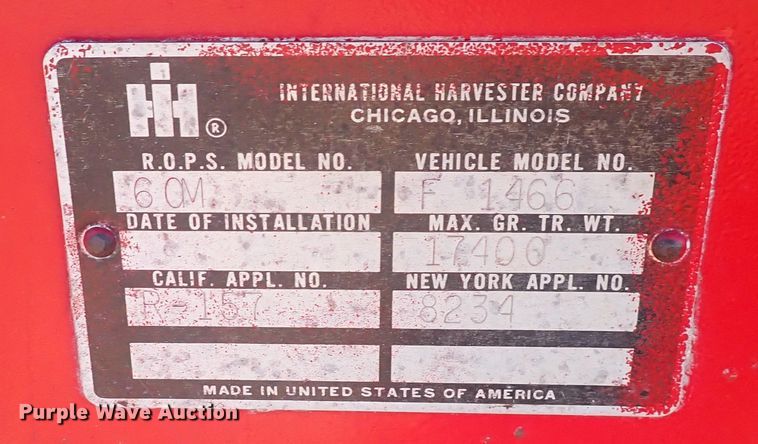 IH ®
INTERNATIONAL HARVESTER COMPANY
CHICAGO, ILLINOIS
R.O.P.S. MODEL NO. VEHICLE MODEL NO.
60M F 1466
DATE OF INSTALLATION MAX. GR. TR. WT.
17400
CALIF. APPL. NO. NEW YORK APPL. NO.
R-157 8234
MADE IN UNITED STATES OF AMERICA
Purple Wave Auction